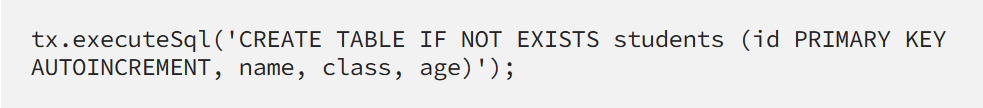 tx.executeSql('CREATE TABLE IF NOT EXISTS students (id PRIMARY KEY
AUTOINCREMENT, name, class, age)');